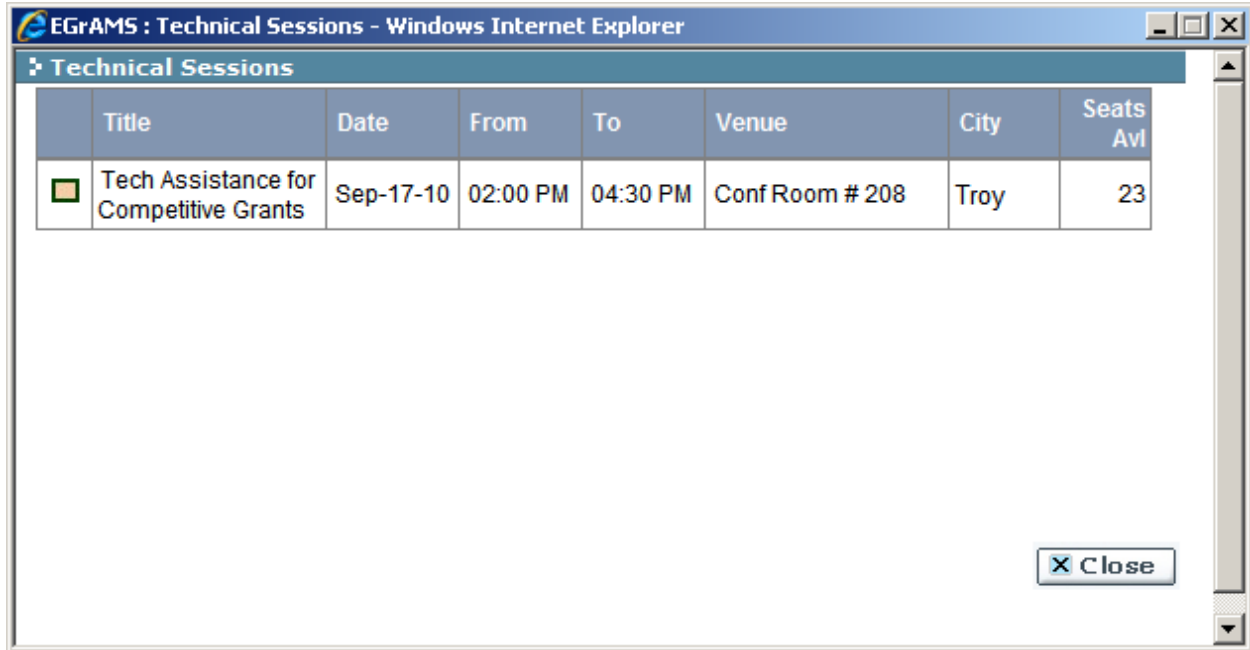 EGrAMS : Technical Sessions - Windows Internet Explorer
Technical Sessions
Title Date From To Venue City Seats Avl
Tech Assistance for Competitive Grants Sep-17-10 02:00 PM 04:30 PM Conf Room # 208 Troy 23
Close